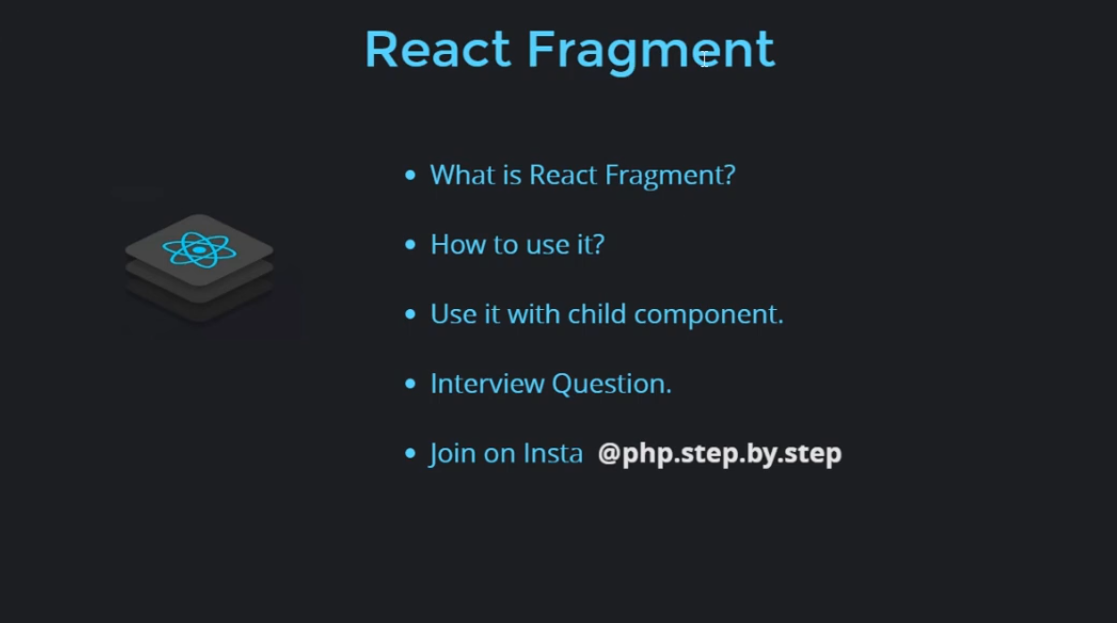 React Fragment
What is React Fragment?
How to use it?
Use it with child component.
Interview Question.
Join on Insta @php.step.by.step